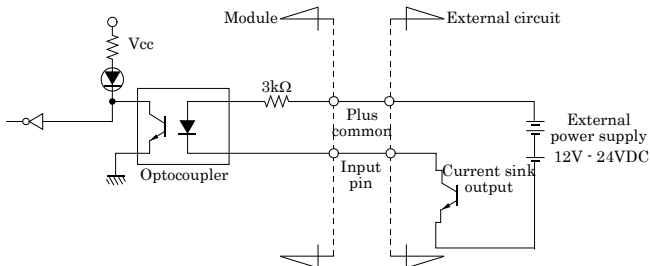 Module
External circuit
Vcc
3kΩ
Plus
common
External
power supply
12V - 24VDC
Input
pin
Current sink
output
Optocoupler